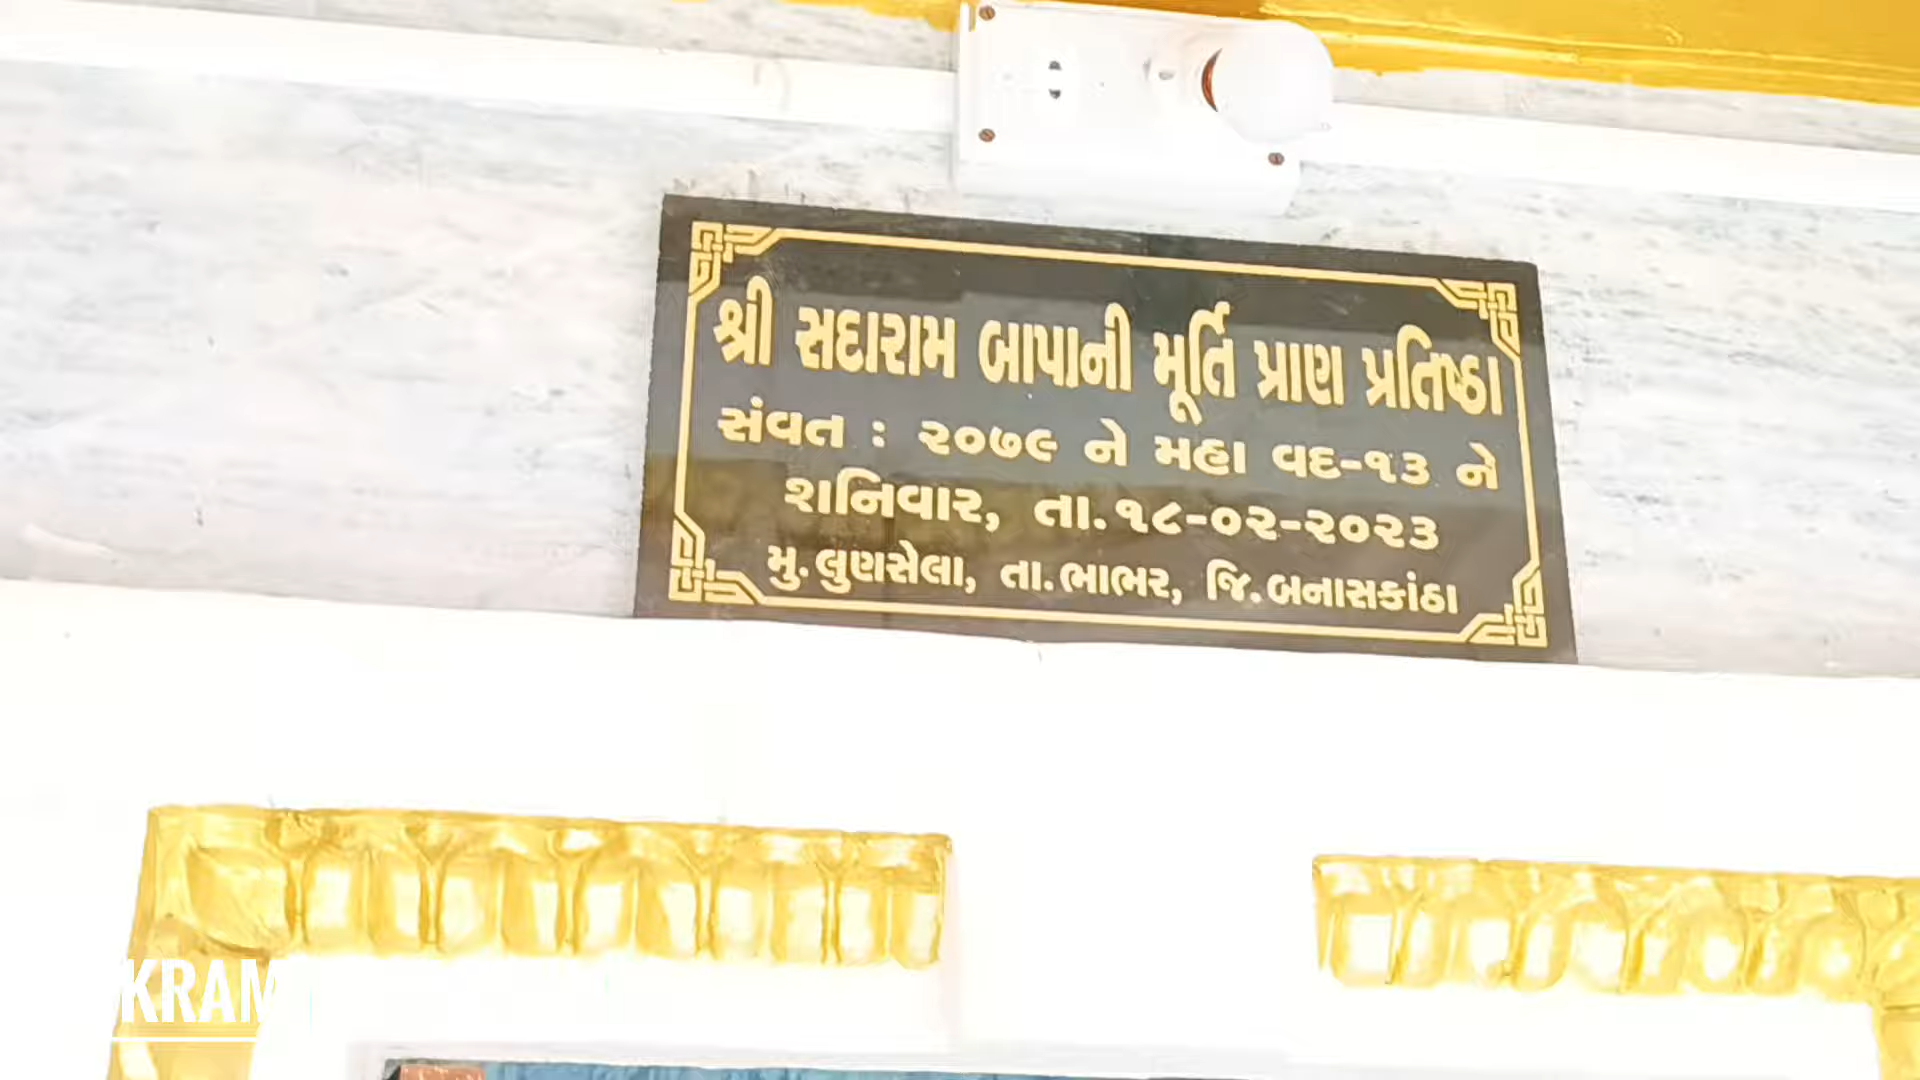 શ્રી સદારામ બાપાની મૂર્તિ પ્રાણ પ્રતિષ્ઠા
સંવત : ૨૦૭૯ ને મહા વદ-૧૩ ને
શનિવાર, તા.૧૮-૦૨-૨૦૨૩
મુ.લુણસેલા, તા.ભાભર, જિ.બનાસકાંઠા